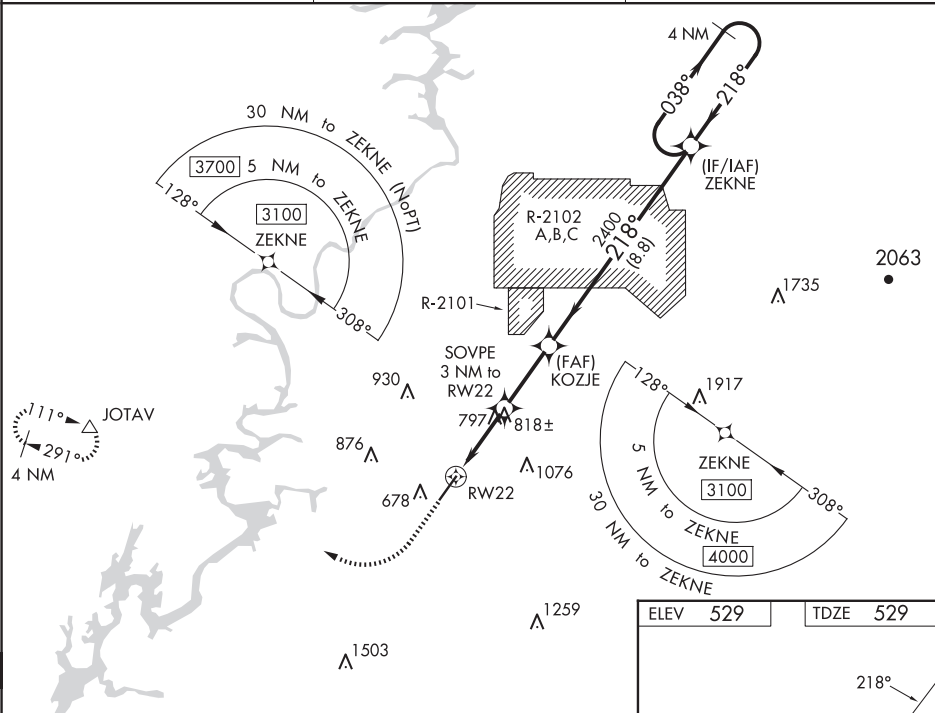 4 NM
038°
218°
(IF/IAF)
ZEKNE
30 NM to ZEKNE (NoPT)
3700
5 NM to ZEKNE
128°
3100
ZEKNE
308°
R-2102
A,B,C
2400
218°
(8.8)
R-2101
1735
2063
SOVPE
3 NM to
RW22
(FAF)
KOZJE
930
797
818±
876
1076
678
RW22
111°
JOTAV
291°
4 NM
128°
1917
ZEKNE
3100
308°
5 NM to ZEKNE
4000
30 NM to ZEKNE
1259
1503
ELEV 529
TDZE 529
218°